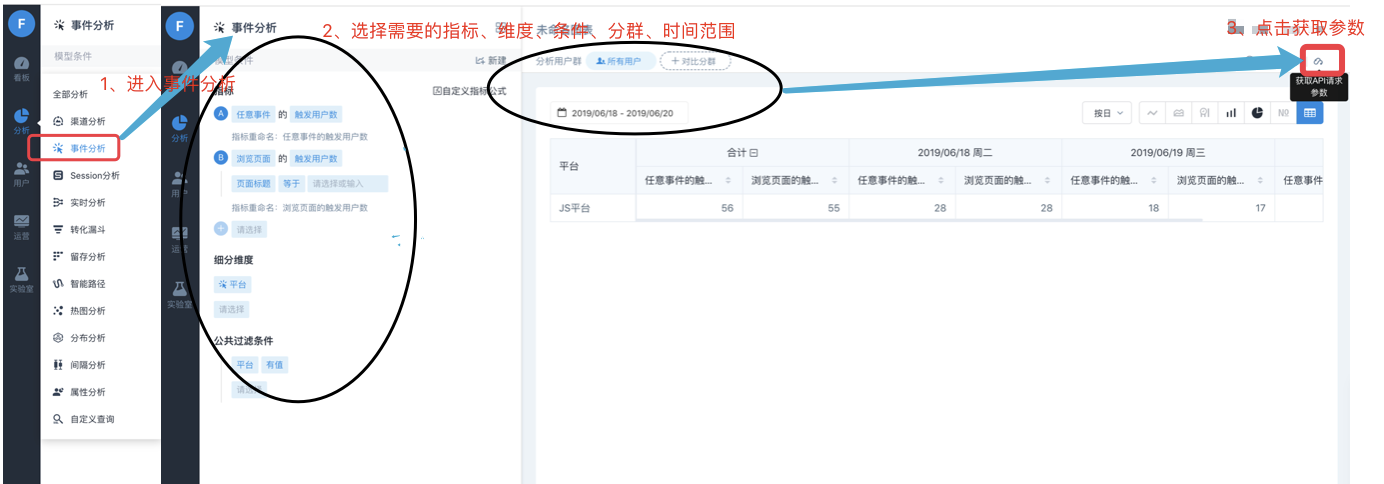 F
看板
分析
用户
运营
实验室
事件分析
模型条件
1、进入事件分析
全部分析
渠道分析
事件分析
Session分析
实时分析
转化漏斗
留存分析
智能路径
热图分析
分布分析
间隔分析
属性分析
自定义查询
F
分析
用户
运营
实验室
事件分析
模型条件
新建
指标
自定义指标公式
A 任意事件 的 触发用户数
指标重命名：任意事件的触发用户数
B 浏览页面 的 触发用户数
页面标题 等于 请选择或输入
指标重命名：浏览页面的触发用户数
请选择
细分维度
平台
请选择
公共过滤条件
平台 有值
请选择
2、选择需要的指标、维度、条件、分群、时间范围
3、点击获取参数
分析用户群 所有用户 + 对比分群
获取API请求
参数
2019/06/18 - 2019/06/20
按日
平台 合计 2019/06/18 周二 2019/06/19 周三
任意事件的触... 浏览页面的触... 任意事件的触... 浏览页面的触... 任意事件的触... 浏览页面的触... 任意事件
JS平台 56 55 28 28 18 17